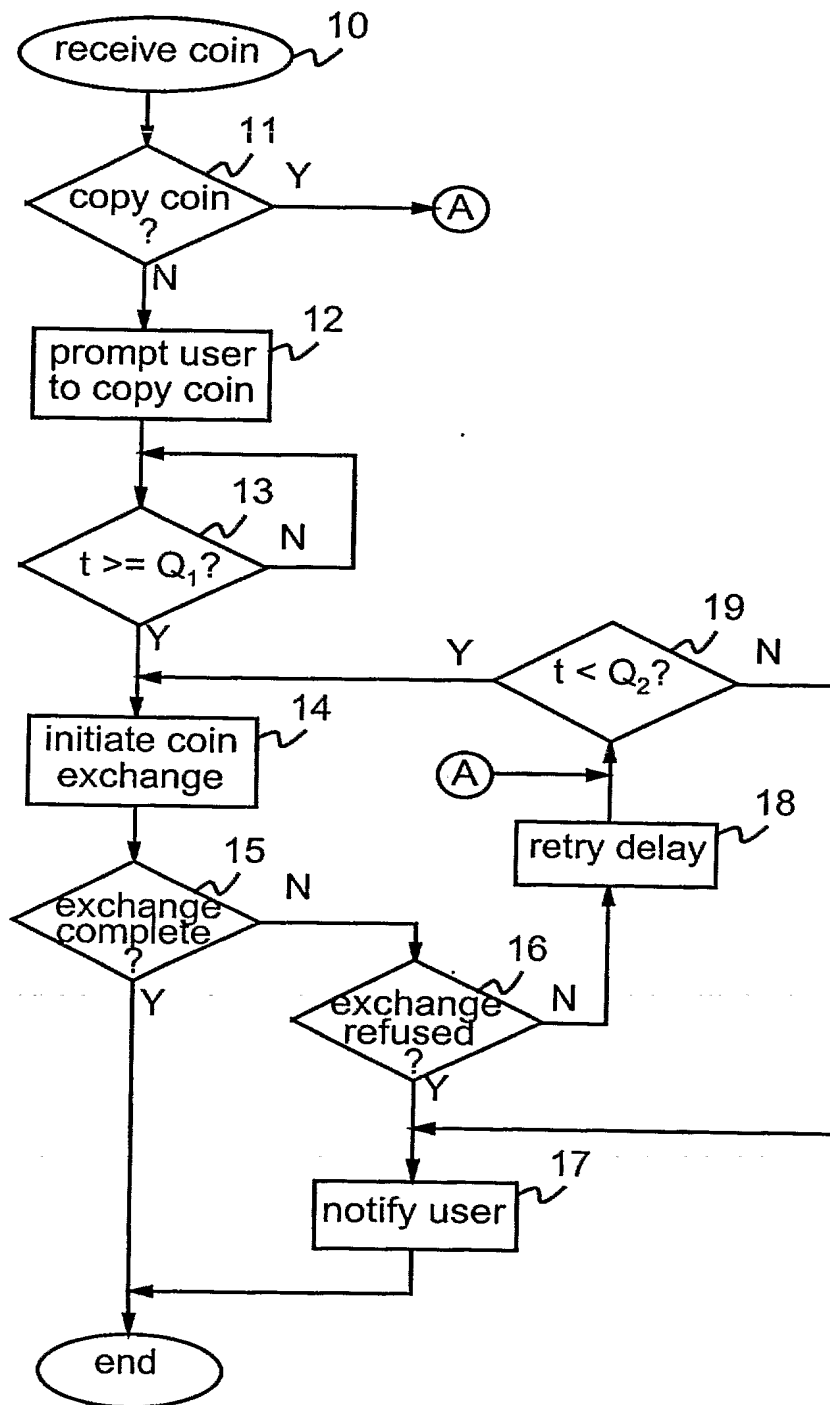 receive coin
10
copy coin
?
11
Y
A
N
prompt user
to copy coin
12
t >= Q₁?
13
N
Y
t < Q₂?
19
Y
N
initiate coin
exchange
14
A
retry delay
18
exchange
complete
?
15
N
Y
exchange
refused
?
16
N
Y
notify user
17
end